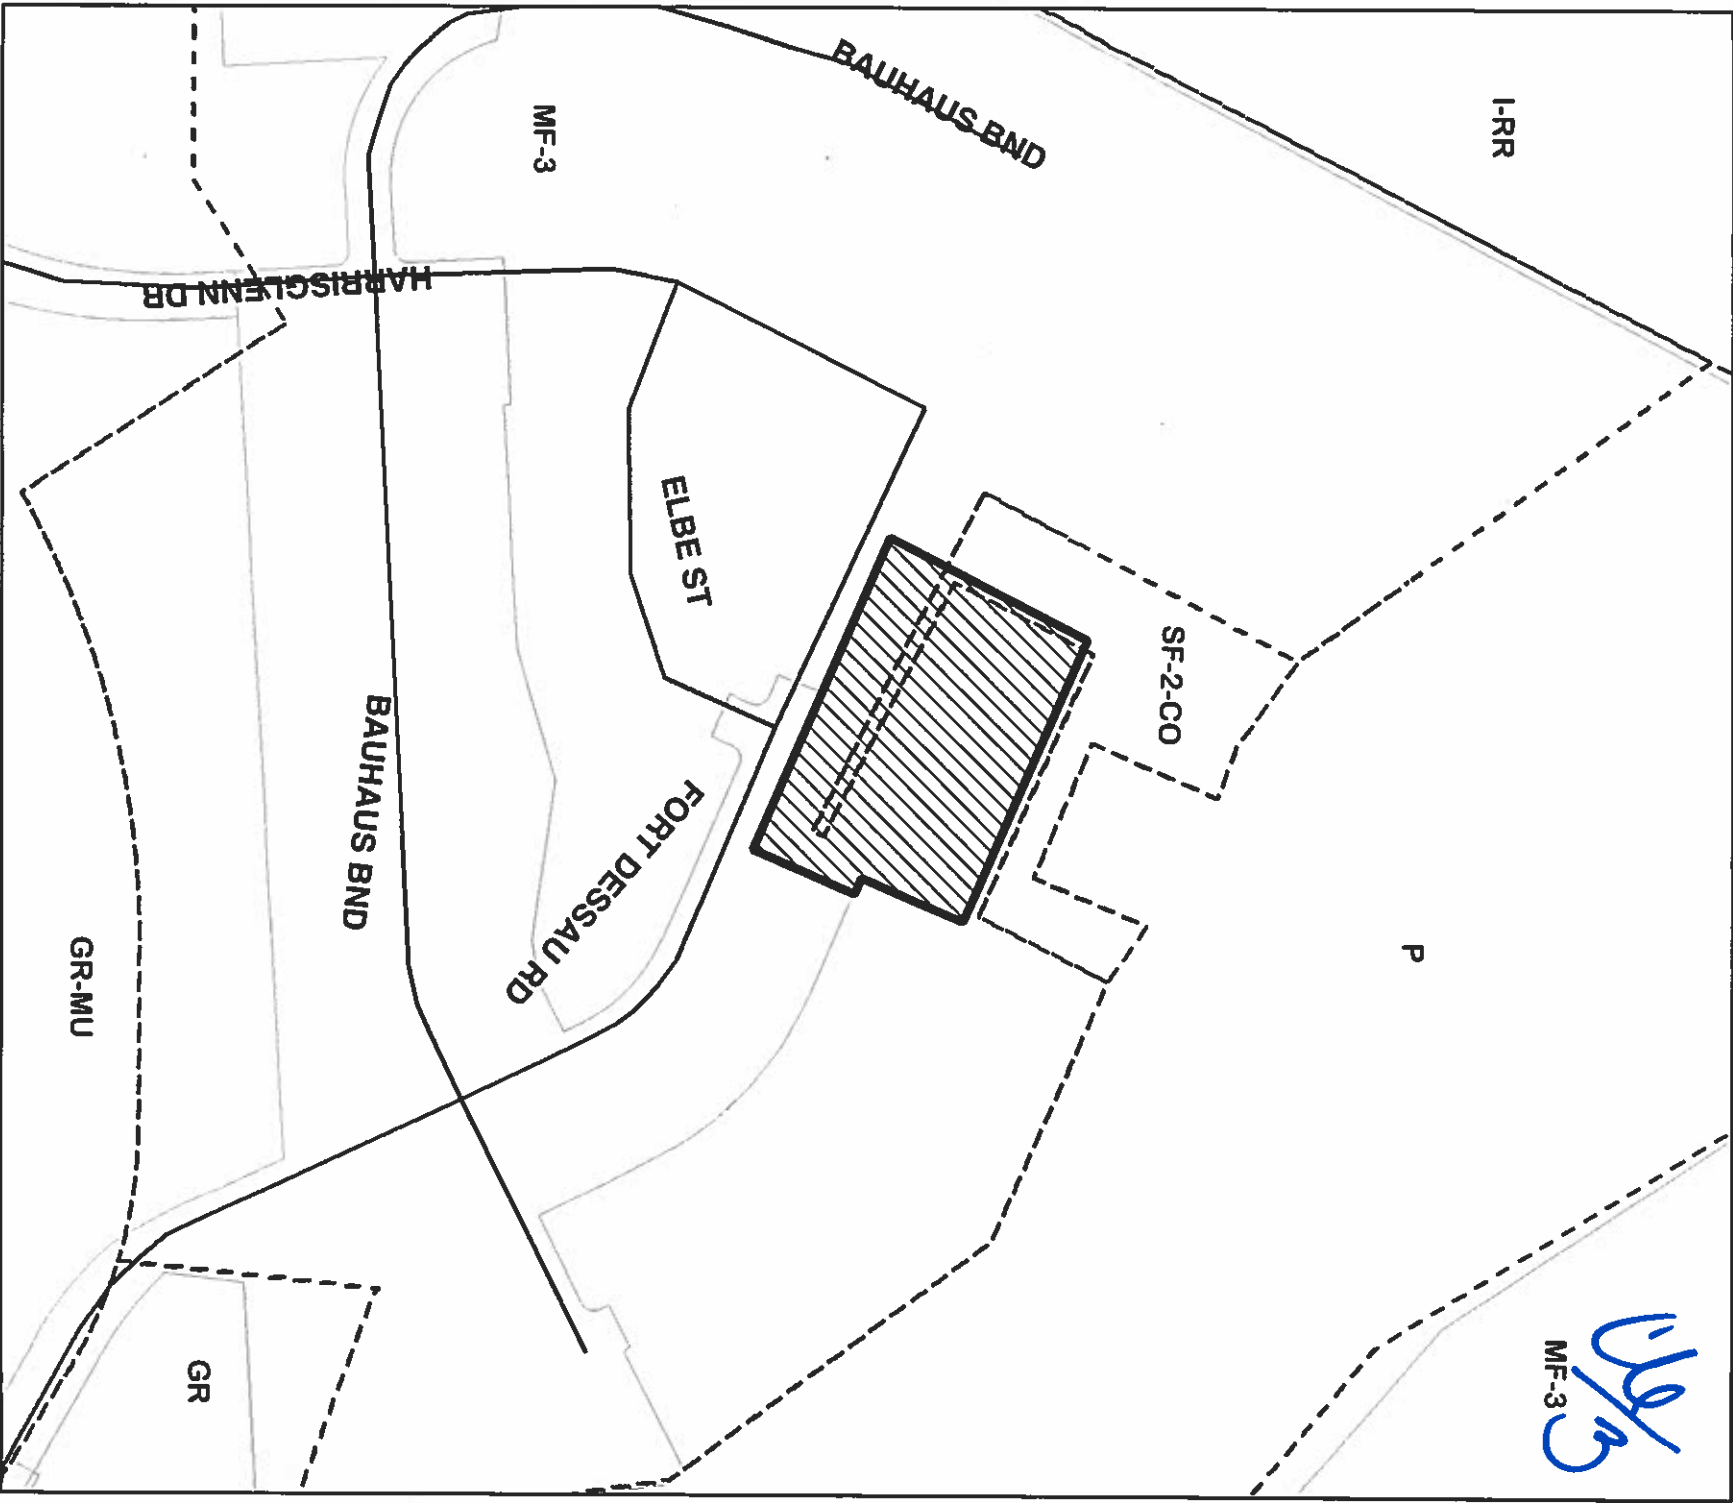 I-RR
BAUHAUS BND
MF-3
HARRISGLENN DR
ELBE ST
SF-2-CO
BAUHAUS BND
FORT DESSAU RD
P
GR-MU
GR
MF-3